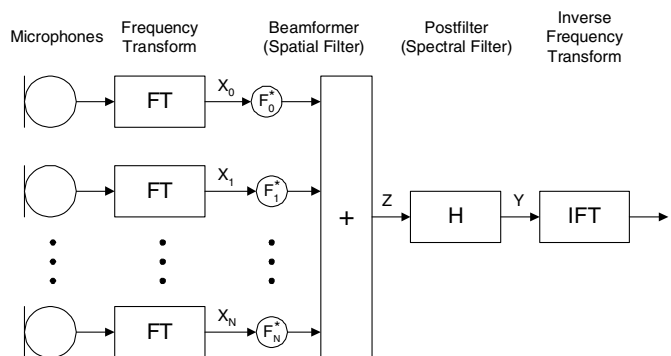 Microphones
Frequency
Transform
Beamformer
(Spatial Filter)
Postfilter
(Spectral Filter)
Inverse
Frequency
Transform
FT
X0
F0*
FT
X1
F1*
+
Z
H
Y
IFT
FT
XN
FN*